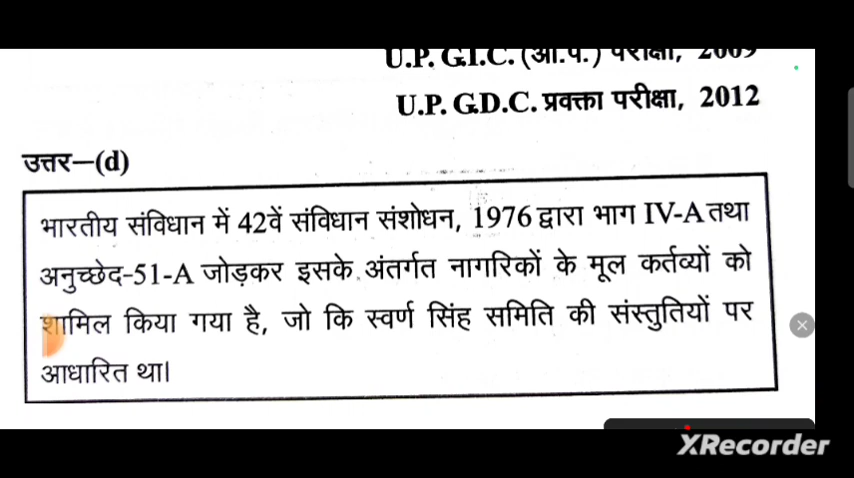 U.P. G.I.C. (आ.प.) परीक्षा, 2009
U.P. G.D.C. प्रवक्ता परीक्षा, 2012
उत्तर—(d)
भारतीय संविधान में 42वें संविधान संशोधन, 1976 द्वारा भाग IV-A तथा
अनुच्छेद-51-A जोड़कर इसके अंतर्गत नागरिकों के मूल कर्तव्यों को
शामिल किया गया है, जो कि स्वर्ण सिंह समिति की संस्तुतियों पर
आधारित था।
XRecorder